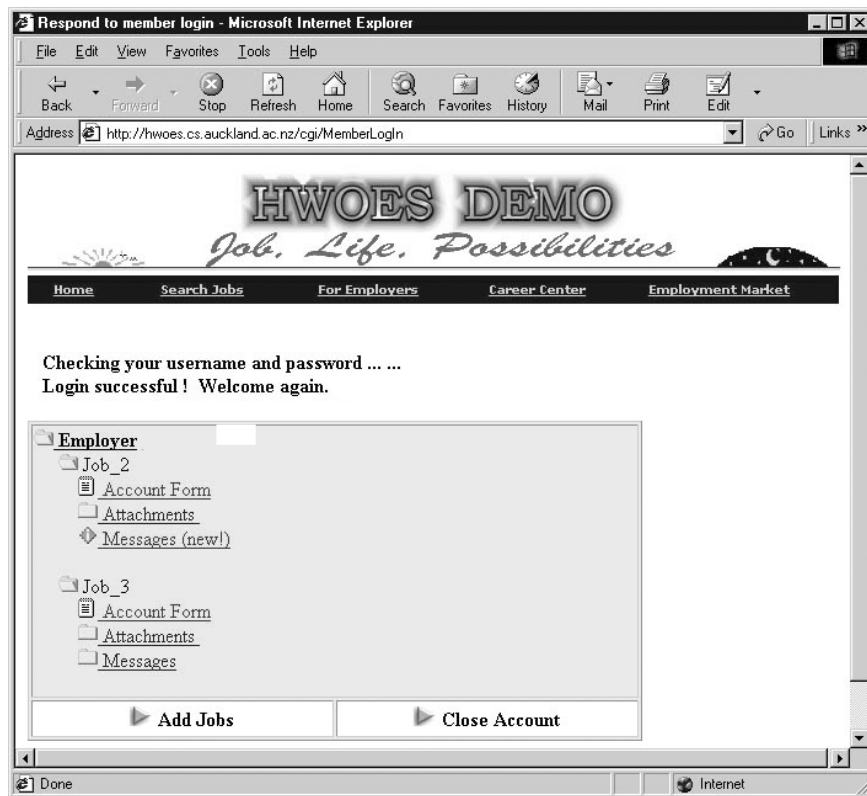 Respond to member login - Microsoft Internet Explorer
File Edit View Favorites Tools Help
Back Forward Stop Refresh Home Search Favorites History Mail Print Edit
Address http://hwoes.cs.auckland.ac.nz/cgi/MemberLogIn Go Links »
HWOES DEMO
Job. Life. Possibilities
Home Search Jobs For Employers Career Center Employment Market
Checking your username and password ... ...
Login successful ! Welcome again.
Employer
Job_2
Account Form
Attachments
Messages (new!)
Job_3
Account Form
Attachments
Messages
Add Jobs Close Account
Done Internet